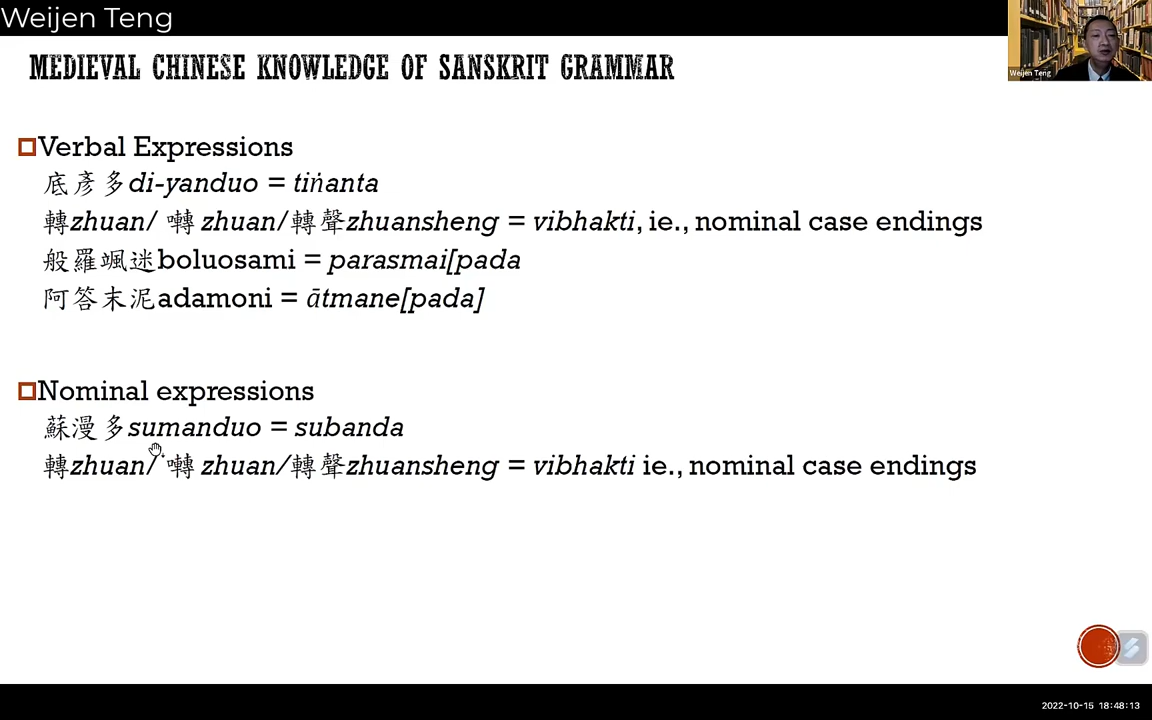 Weijen Teng
MEDIEVAL CHINESE KNOWLEDGE OF SANSKRIT GRAMMAR
Weijen Teng
Verbal Expressions
底彥多di-yanduo = tiṅanta
轉zhuan/ 囀 zhuan/轉聲zhuansheng = vibhakti, ie., nominal case endings
般羅颯迷boluosami = parasmai[pada
阿答末泥adamoni = ātmane[pada]
Nominal expressions
蘇漫多sumanduo = subanda
轉zhuan/ 囀 zhuan/轉聲zhuansheng = vibhakti ie., nominal case endings
2022-10-15 18:48:13